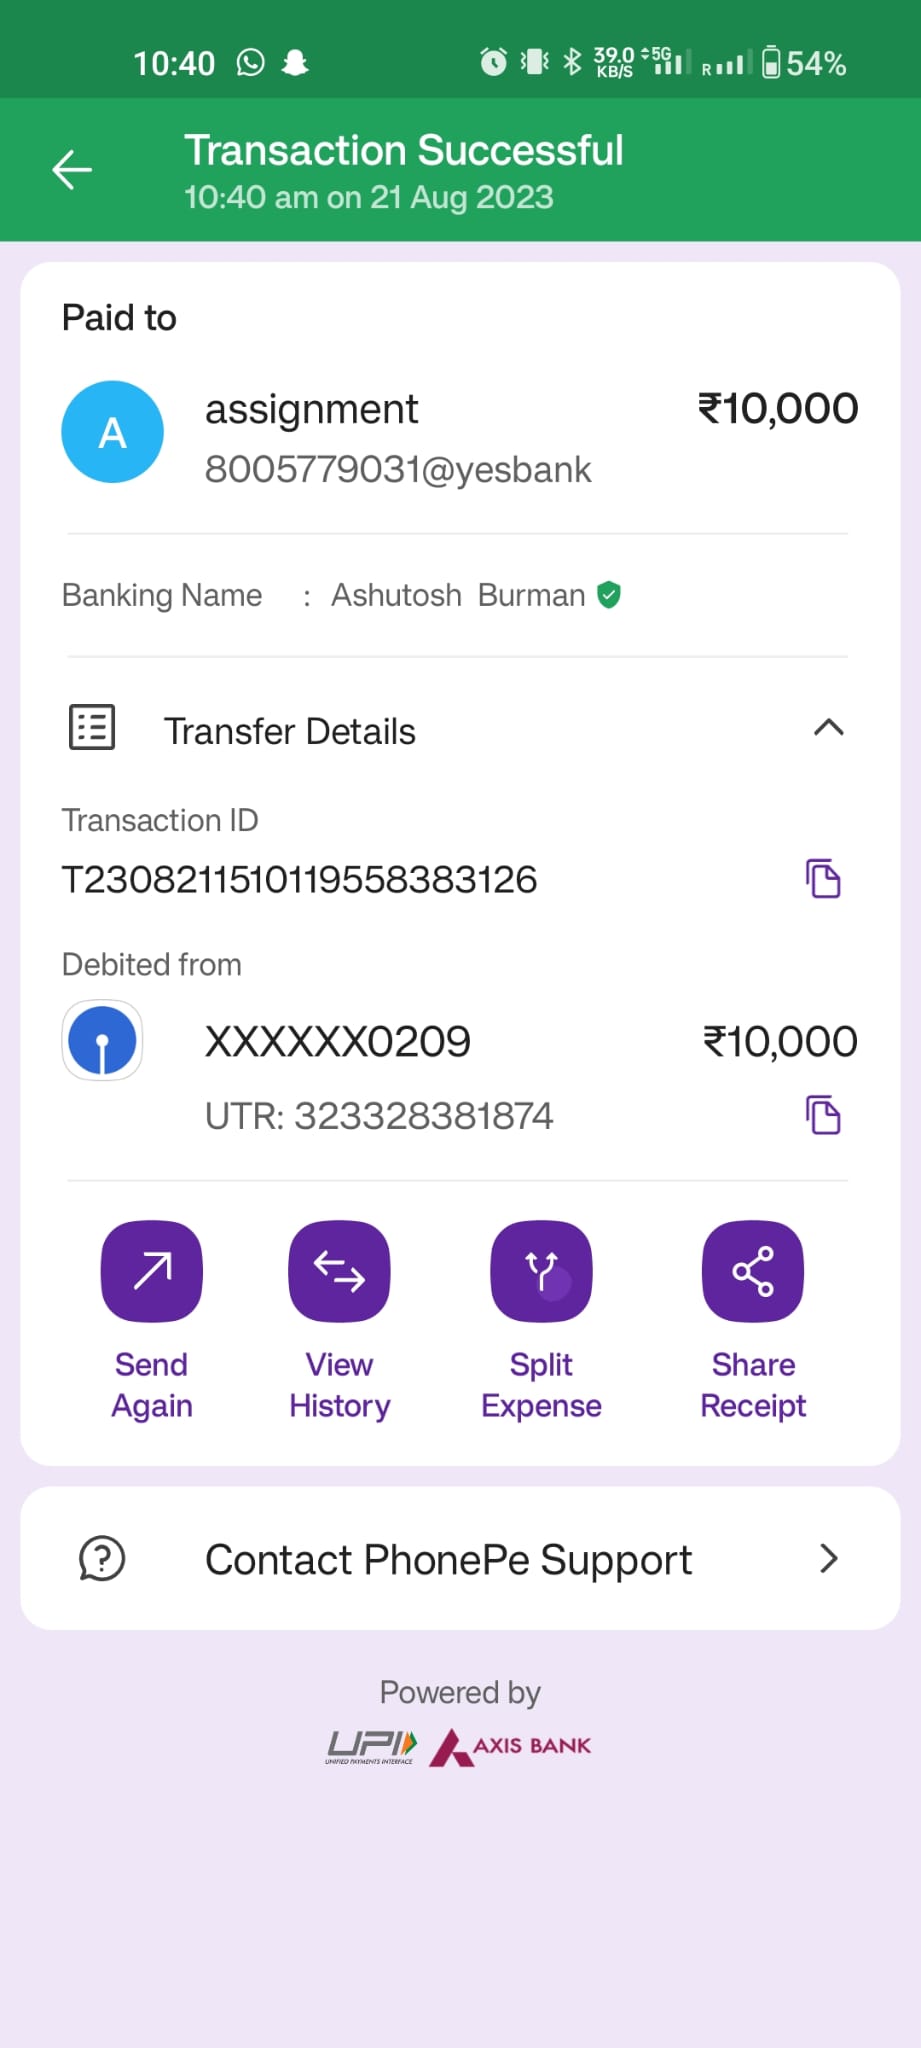 10:40 39.0 KB/S 5G R 54%
Transaction Successful
10:40 am on 21 Aug 2023
Paid to
A assignment ₹10,000
8005779031@yesbank
Banking Name : Ashutosh Burman
Transfer Details
Transaction ID
T2308211510119558383126
Debited from
XXXXXX0209 ₹10,000
UTR: 323328381874
Send Again
View History
Split Expense
Share Receipt
Contact PhonePe Support
Powered by
UPI AXIS BANK
UNIFIED PAYMENTS INTERFACE